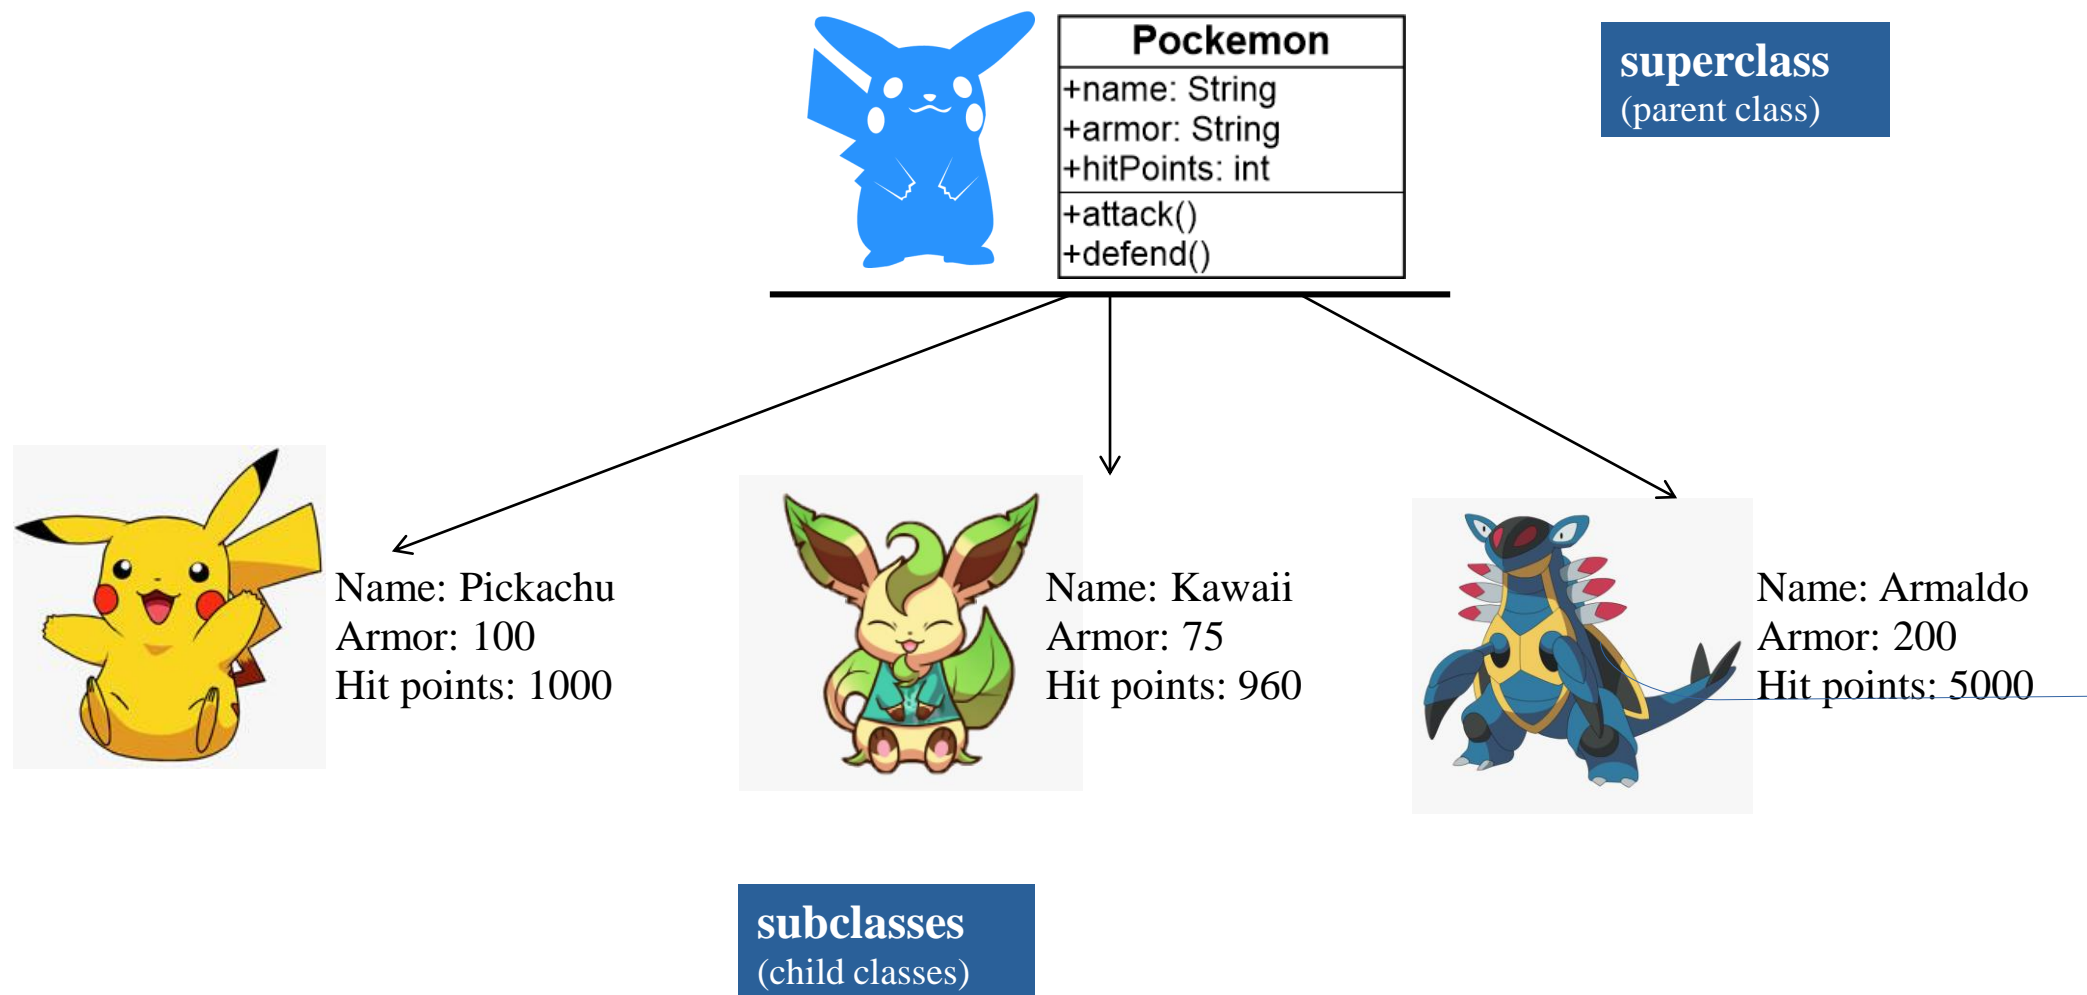 Pockemon
+name: String
+armor: String
+hitPoints: int
+attack()
+defend()
superclass
(parent class)
Name: Pickachu
Armor: 100
Hit points: 1000
Name: Kawaii
Armor: 75
Hit points: 960
Name: Armaldo
Armor: 200
Hit points: 5000
subclasses
(child classes)